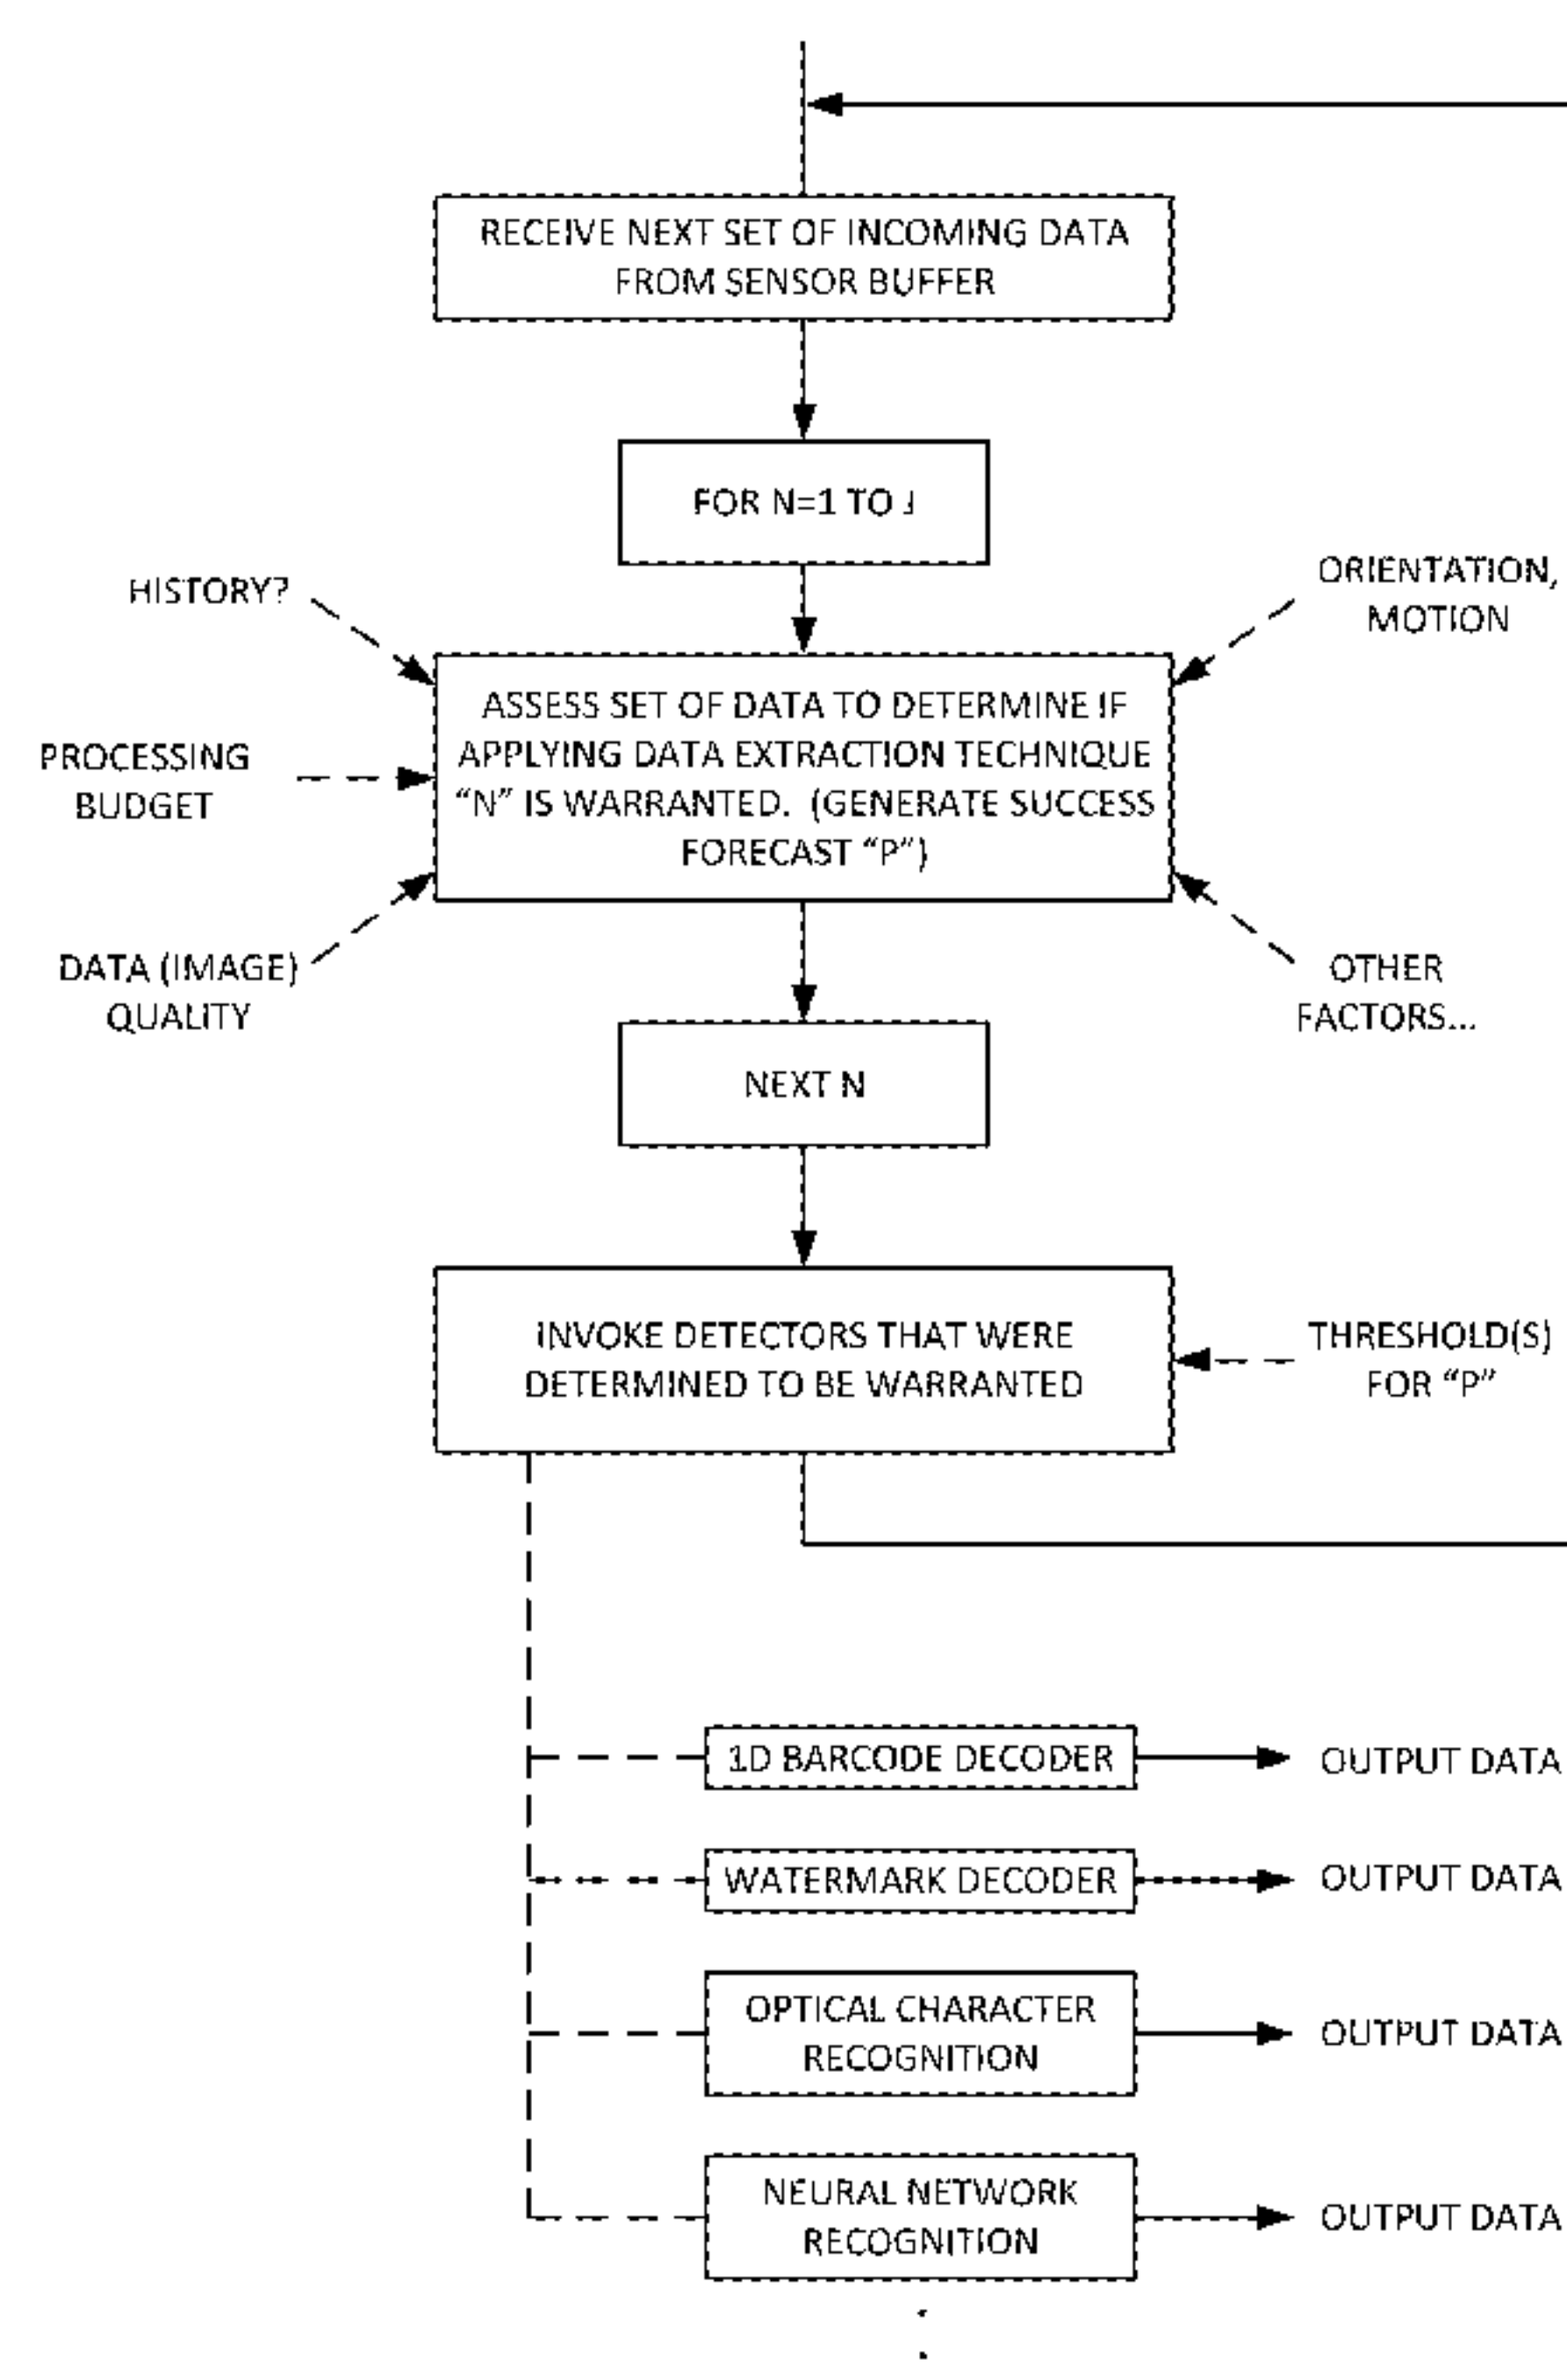 RECEIVE NEXT SET OF INCOMING DATA
FROM SENSOR BUFFER
FOR N=1 TO J
HISTORY?
ORIENTATION,
MOTION
ASSESS SET OF DATA TO DETERMINE IF
APPLYING DATA EXTRACTION TECHNIQUE
“N” IS WARRANTED. (GENERATE SUCCESS
FORECAST “P”)
PROCESSING
BUDGET
DATA (IMAGE)
QUALITY
OTHER
FACTORS...
NEXT N
INVOKE DETECTORS THAT WERE
DETERMINED TO BE WARRANTED
THRESHOLD(S)
FOR “P”
1D BARCODE DECODER
OUTPUT DATA
WATERMARK DECODER
OUTPUT DATA
OPTICAL CHARACTER
RECOGNITION
OUTPUT DATA
NEURAL NETWORK
RECOGNITION
OUTPUT DATA